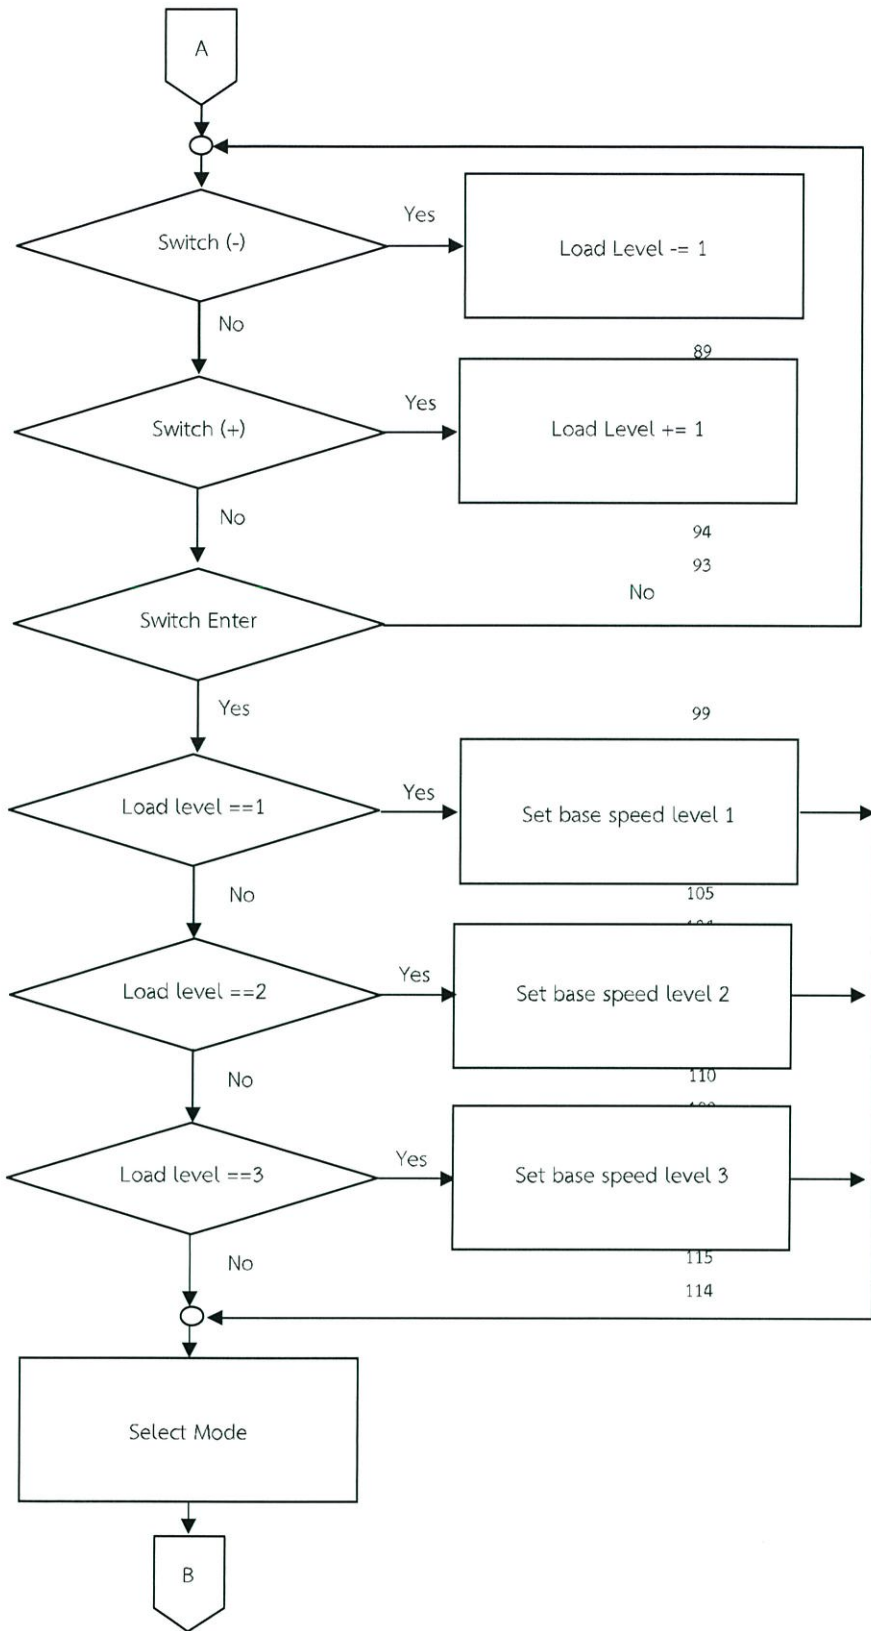 A
Switch (-)
Yes
Load Level -= 1
No
89
Switch (+)
Yes
Load Level += 1
No
94
93
No
Switch Enter
Yes
99
Load level ==1
Yes
Set base speed level 1
No
105
Load level ==2
Yes
Set base speed level 2
No
110
Load level ==3
Yes
Set base speed level 3
No
115
114
Select Mode
B